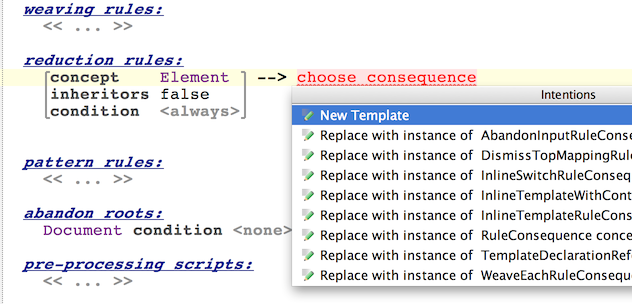 weaving rules:
<< ... >>
reduction rules:
concept Element --> choose consequence
inheritors false
condition <always>
Intentions
New Template
Replace with instance of AbandonInputRuleConse
Replace with instance of DismissTopMappingRul
Replace with instance of InlineSwitchRuleConseq
Replace with instance of InlineTemplateWithCont
Replace with instance of InlineTemplateRuleCons
Replace with instance of RuleConsequence conce
Replace with instance of TemplateDeclarationRef
Replace with instance of WeaveEachRuleConsequ
pattern rules:
<< ... >>
abandon roots:
Document condition <none>
pre-processing scripts:
<< ... >>